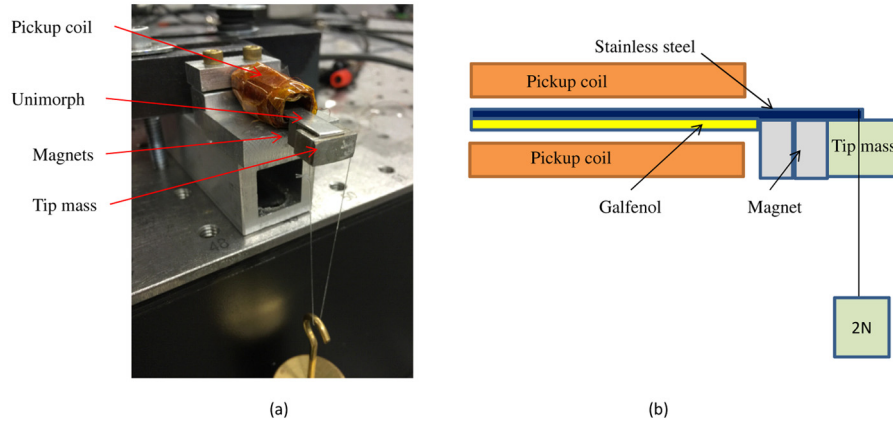 Pickup coil
Unimorph
Magnets
Tip mass
(a)
Stainless steel
Pickup coil
Pickup coil
Tip mass
Galfenol
Magnet
2N
(b)